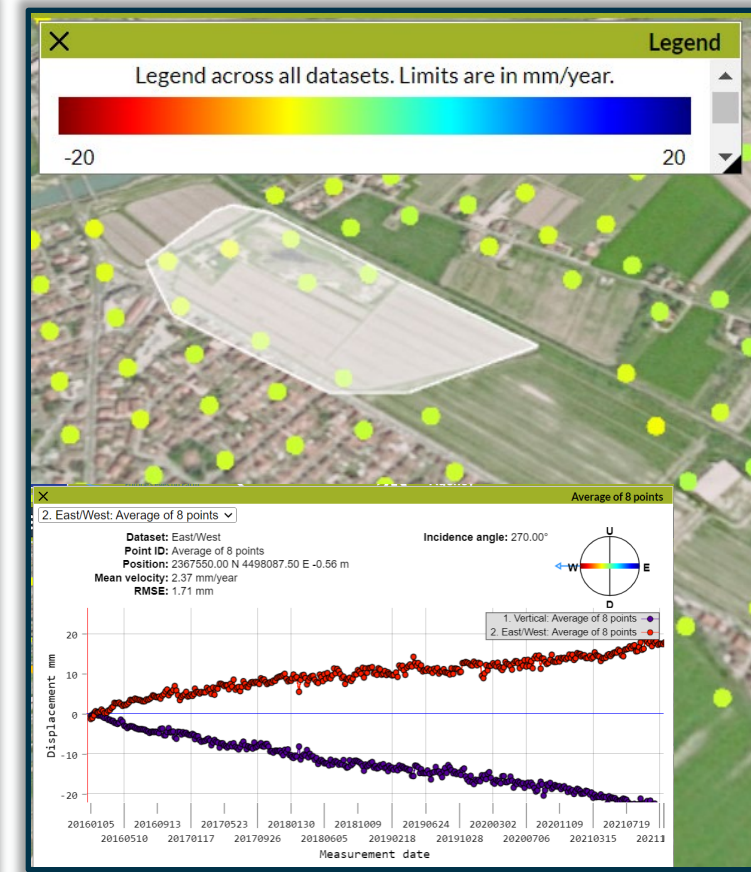 Legend
Legend across all datasets. Limits are in mm/year.
-20 20
Average of 8 points
2. East/West: Average of 8 points
Dataset: East/West
Point ID: Average of 8 points
Position: 2367550.00 N 4498087.50 E -0.56 m
Mean velocity: 2.37 mm/year
RMSE: 1.71 mm
Incidence angle: 270.00°
U
W E
D
1. Vertical: Average of 8 points
2. East/West: Average of 8 points
Displacement mm
20
10
0
-10
-20
20160105 20160913 20170523 20180130 20181009 20190624 20200302 20201109 20210719
20160510 20170117 20170926 20180605 20190218 20191028 20200706 20210315 20211
Measurement date